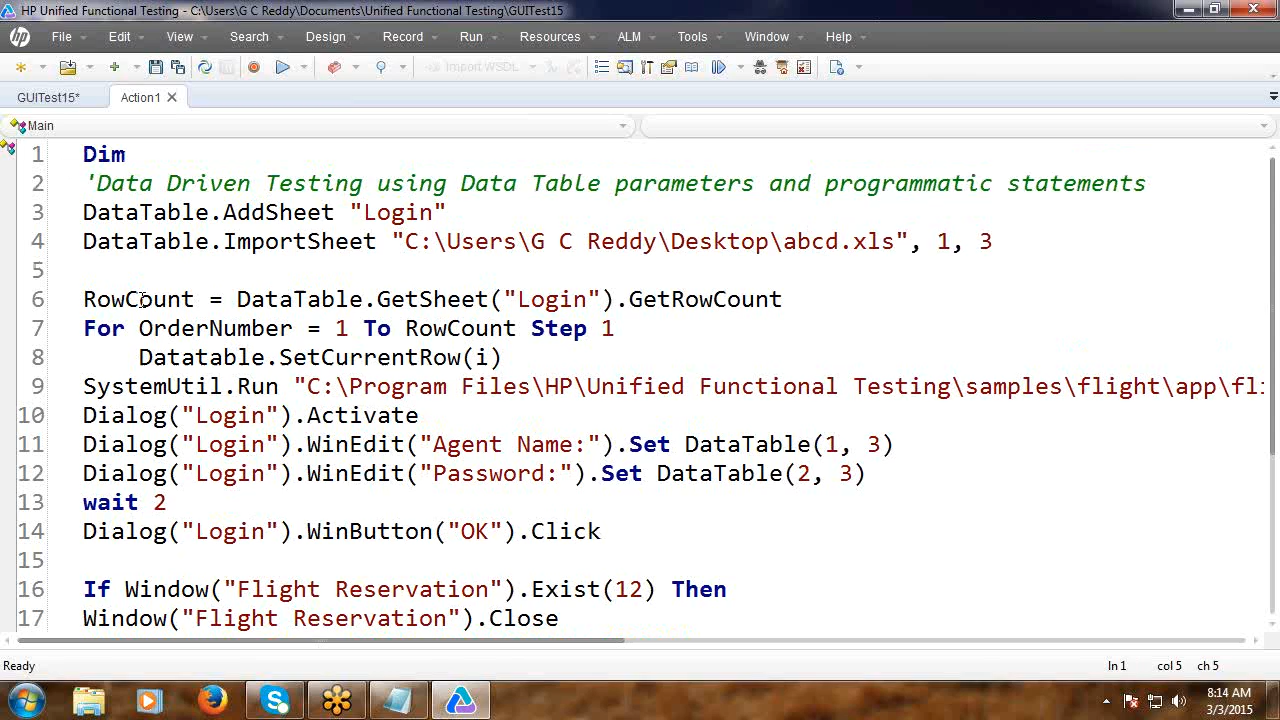 HP Unified Functional Testing - C:\Users\G C Reddy\Documents\Unified Functional Testing\GUITest15
hp File Edit View Search Design Record Run Resources ALM Tools Window Help
Import WSDL
GUITest15* Action1
Main
1 Dim
2 'Data Driven Testing using Data Table parameters and programmatic statements
3 DataTable.AddSheet "Login"
4 DataTable.ImportSheet "C:\Users\G C Reddy\Desktop\abcd.xls", 1, 3
5
6 RowCount = DataTable.GetSheet("Login").GetRowCount
7 For OrderNumber = 1 To RowCount Step 1
8 Datatable.SetCurrentRow(i)
9 SystemUtil.Run "C:\Program Files\HP\Unified Functional Testing\samples\flight\app\fli
10 Dialog("Login").Activate
11 Dialog("Login").WinEdit("Agent Name:").Set DataTable(1, 3)
12 Dialog("Login").WinEdit("Password:").Set DataTable(2, 3)
13 wait 2
14 Dialog("Login").WinButton("OK").Click
15
16 If Window("Flight Reservation").Exist(12) Then
17 Window("Flight Reservation").Close
Ready ln 1 col 5 ch 5
8:14 AM
3/3/2015